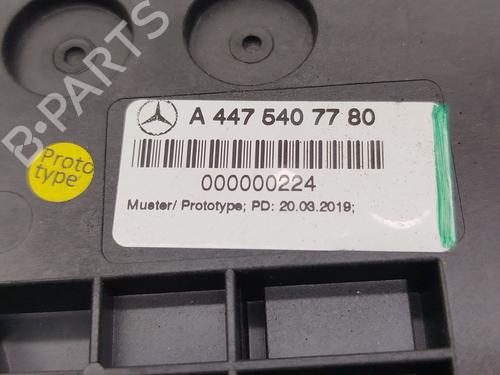 B-PARTS
A 447 540 77 80
Proto
type
000000224
Muster/ Prototype; PD: 20.03.2019;